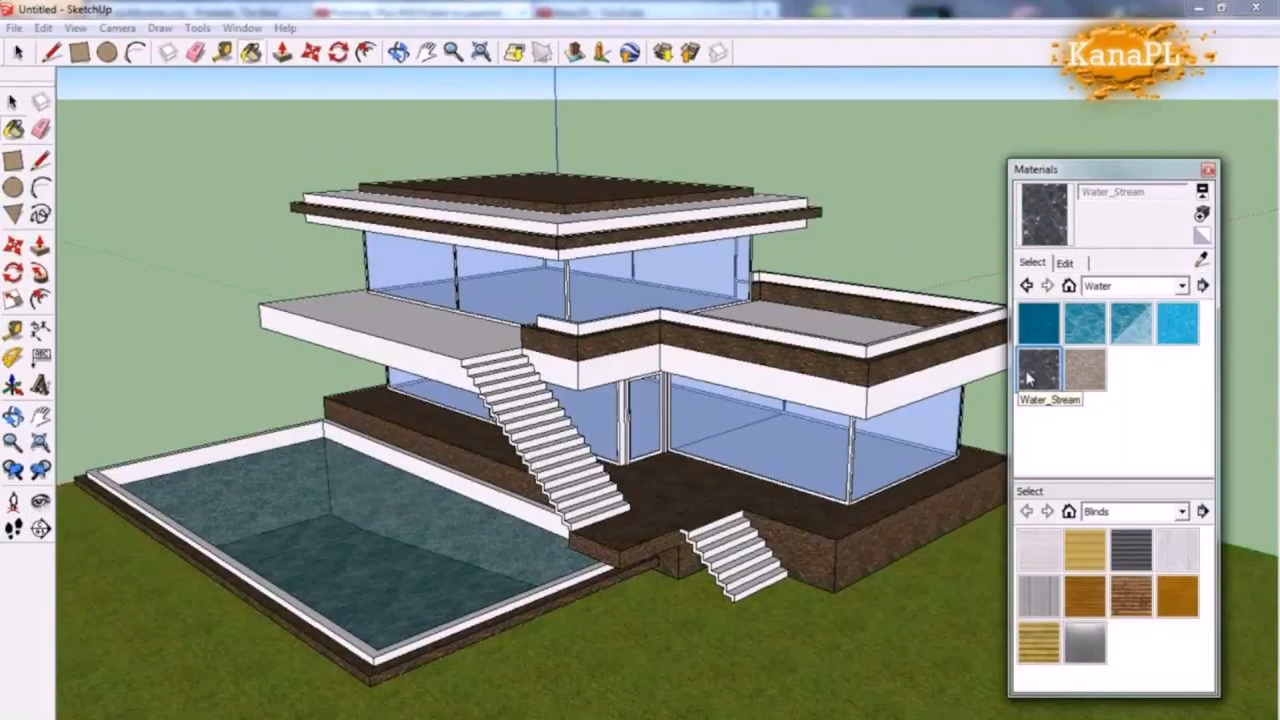 Untitled - SketchUp
File Edit View Camera Draw Tools Window Help
KanaPL
Materials
Water_Stream
Select Edit
Water
Water_Stream
Select
Blinds
ABC